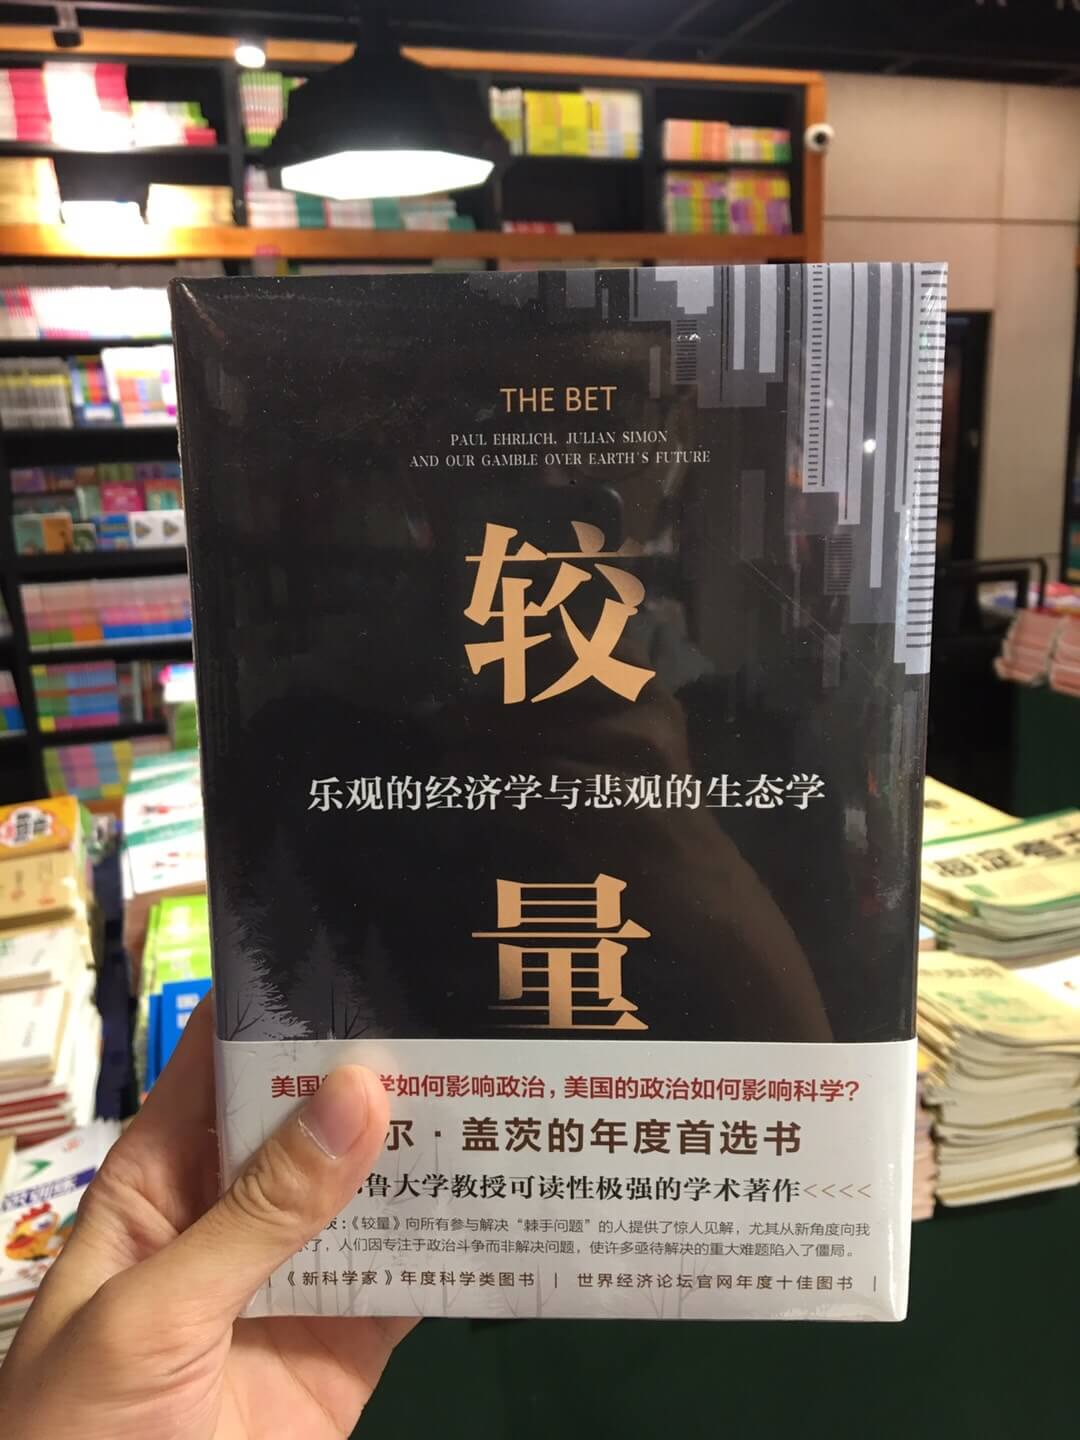 THE BET
PAUL EHRLICH, JULIAN SIMON
AND OUR GAMBLE OVER EARTH'S FUTURE
较
乐观的经济学与悲观的生态学
量
美国的 学如何影响政治，美国的政治如何影响科学？
尔·盖茨的年度首选书
鲁大学教授可读性极强的学术著作<<<<
茨：《较量》向所有参与解决“棘手问题”的人提供了惊人见解，尤其从新角度向我
示了，人们因专注于政治斗争而非解决问题，使许多亟待解决的重大难题陷入了僵局。
|《新科学家》年度科学类图书 | 世界经济论坛官网年度十佳图书 |